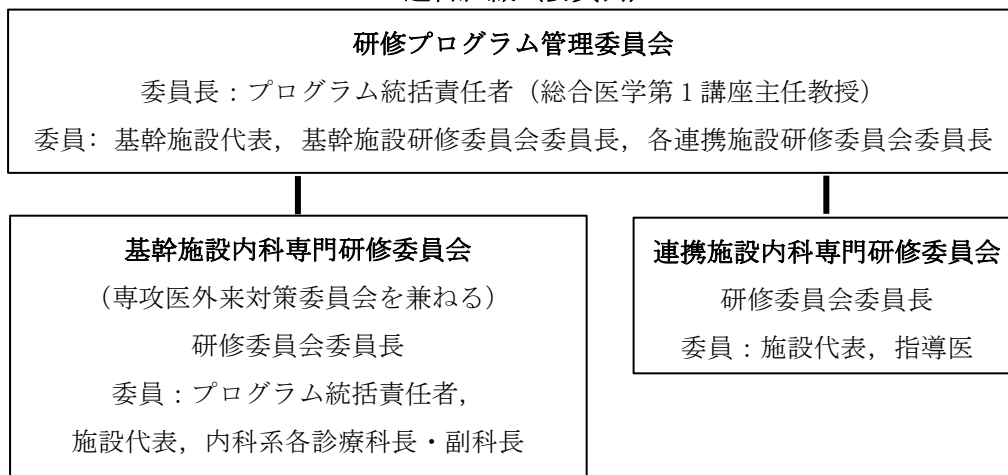 研修プログラム管理委員会
委員長：プログラム統括責任者（総合医学第1講座主任教授）
委員：基幹施設代表，基幹施設研修委員会委員長，各連携施設研修委員会委員長
基幹施設内科専門研修委員会
（専攻医外来対策委員会を兼ねる）
研修委員会委員長
委員：プログラム統括責任者，
施設代表，内科系各診療科長・副科長
連携施設内科専門研修委員会
研修委員会委員長
委員：施設代表，指導医